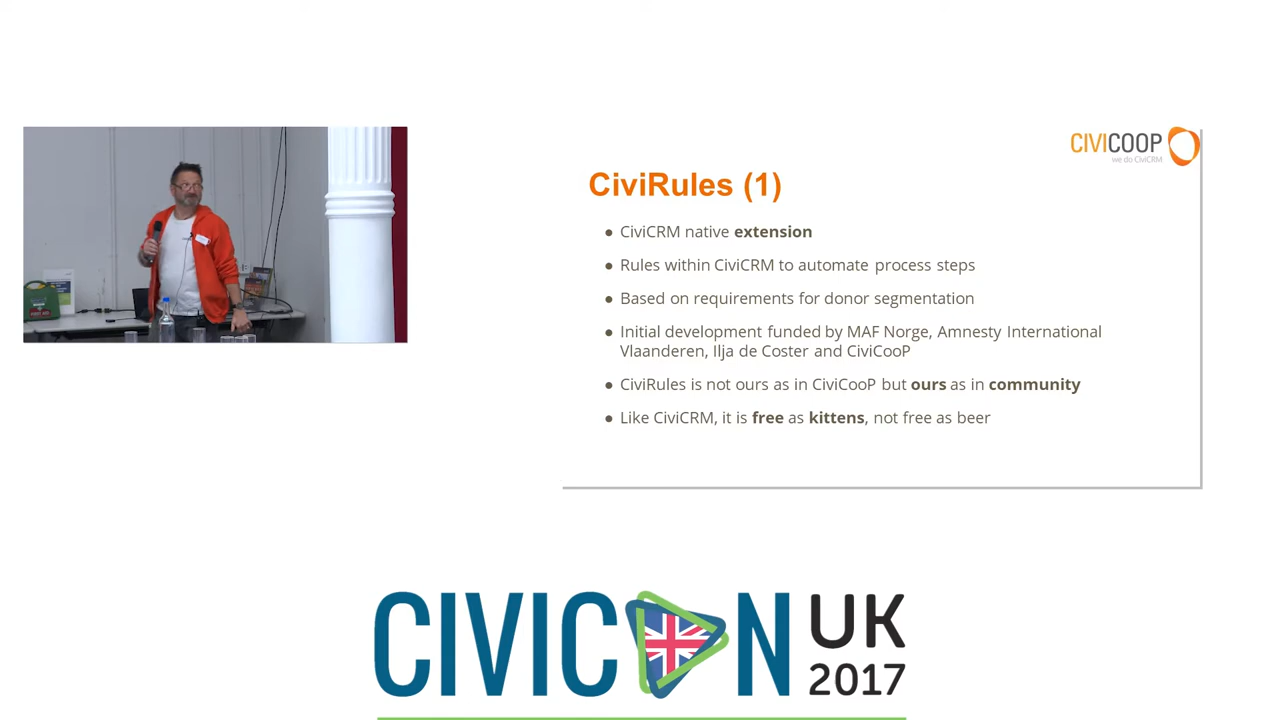 CIVICOOP
we do CiviCRM
CiviRules (1)
● CiviCRM native extension
● Rules within CiviCRM to automate process steps
● Based on requirements for donor segmentation
● Initial development funded by MAF Norge, Amnesty International
Vlaanderen, Ilja de Coster and CiviCooP
● CiviRules is not ours as in CiviCooP but ours as in community
● Like CiviCRM, it is free as kittens, not free as beer
FIRST AID
CIVICON UK
2017